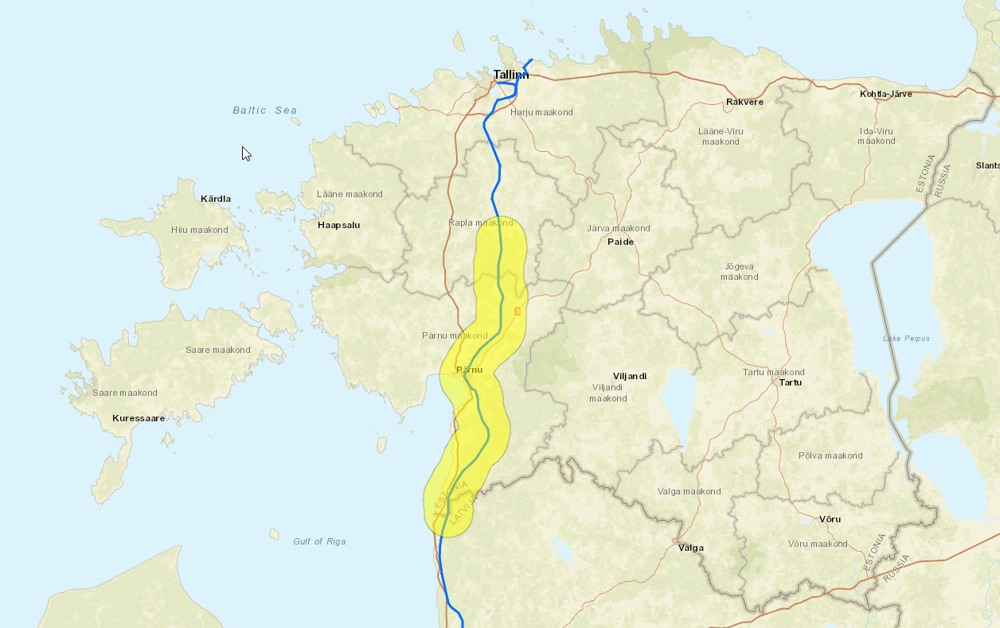 Tallinn
Baltic Sea
Rakvere
Kohtla-Järve
Harju maakond
Lääne-Viru
maakond
Ida-Viru
maakond
ESTONIA
RUSSIA
Slants
Kärdla
Lääne maakond
Hiiu maakond
Haapsalu
Rapla maakond
Järva maakond
Paide
Jõgeva
maakond
5
Pärnu maakond
Lake Peipus
Saare maakond
Pärnu
Viljandi
Viljandi
maakond
Tartu maakond
Tartu
Saare maakond
Kuressaare
Põlva maakond
ESTONIA
LATVIJA
Valga maakond
Võru
Gulf of Riga
Valga
Võru maakond
ESTONIA
RUSSIA